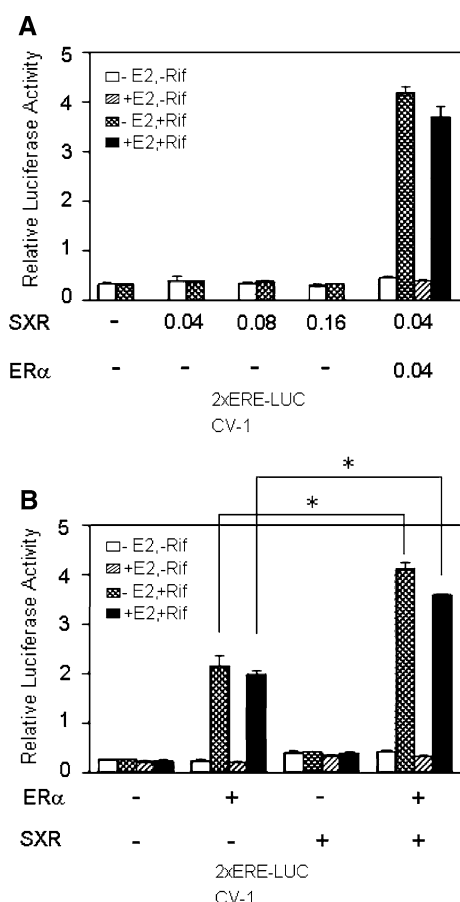 A
Relative Luciferase Activity
5
4
3
2
1
0
- E2,-Rif
+E2,-Rif
- E2,+Rif
+E2,+Rif
SXR - 0.04 0.08 0.16 0.04
ERα - - - - 0.04
2xERE-LUC
CV-1
B
* *
Relative Luciferase Activity
5
4
3
2
1
0
- E2,-Rif
+E2,-Rif
- E2,+Rif
+E2,+Rif
ERα - + - +
SXR - - + +
2xERE-LUC
CV-1